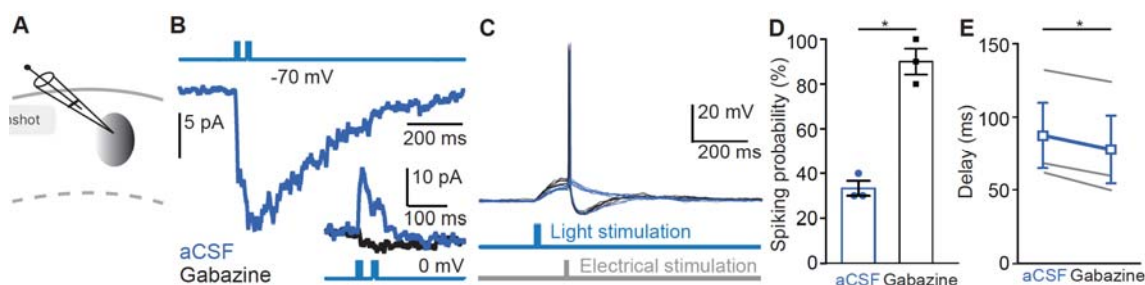 A
nshot
B
-70 mV
5 pA
200 ms
10 pA
100 ms
aCSF
Gabazine
0 mV
C
20 mV
200 ms
Light stimulation
Electrical stimulation
D
*
Spiking probability (%)
100
80
60
40
20
0
aCSF Gabazine
E
*
Delay (ms)
150
100
50
0
aCSF Gabazine